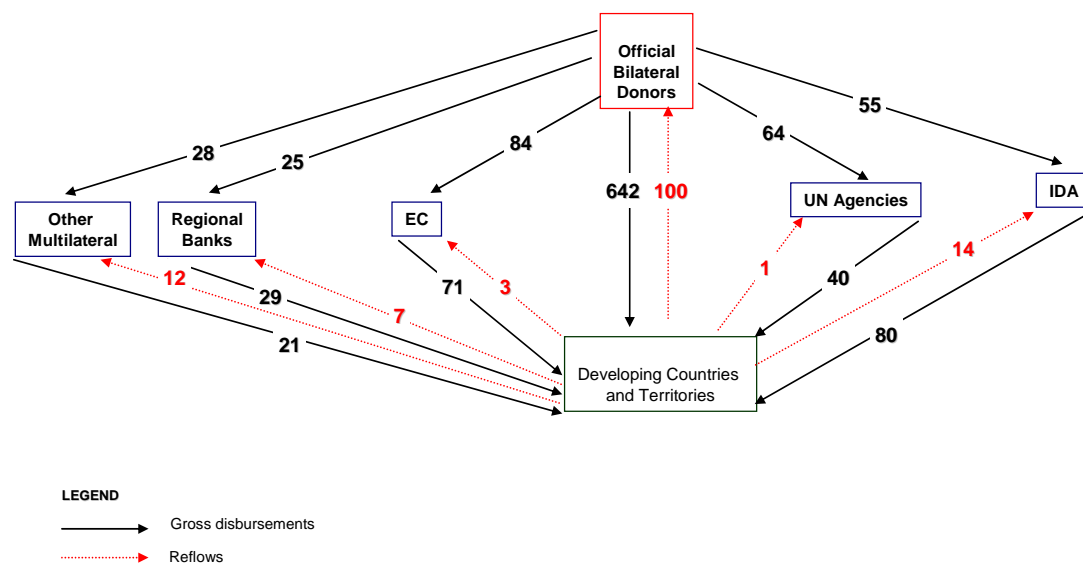 Official
Bilateral
Donors
55
64
84
28
25
642
100
Other
Multilateral
Regional
Banks
EC
UN Agencies
IDA
12
29
7
71
3
1
40
14
21
80
Developing Countries
and Territories
LEGEND
Gross disbursements
Reflows